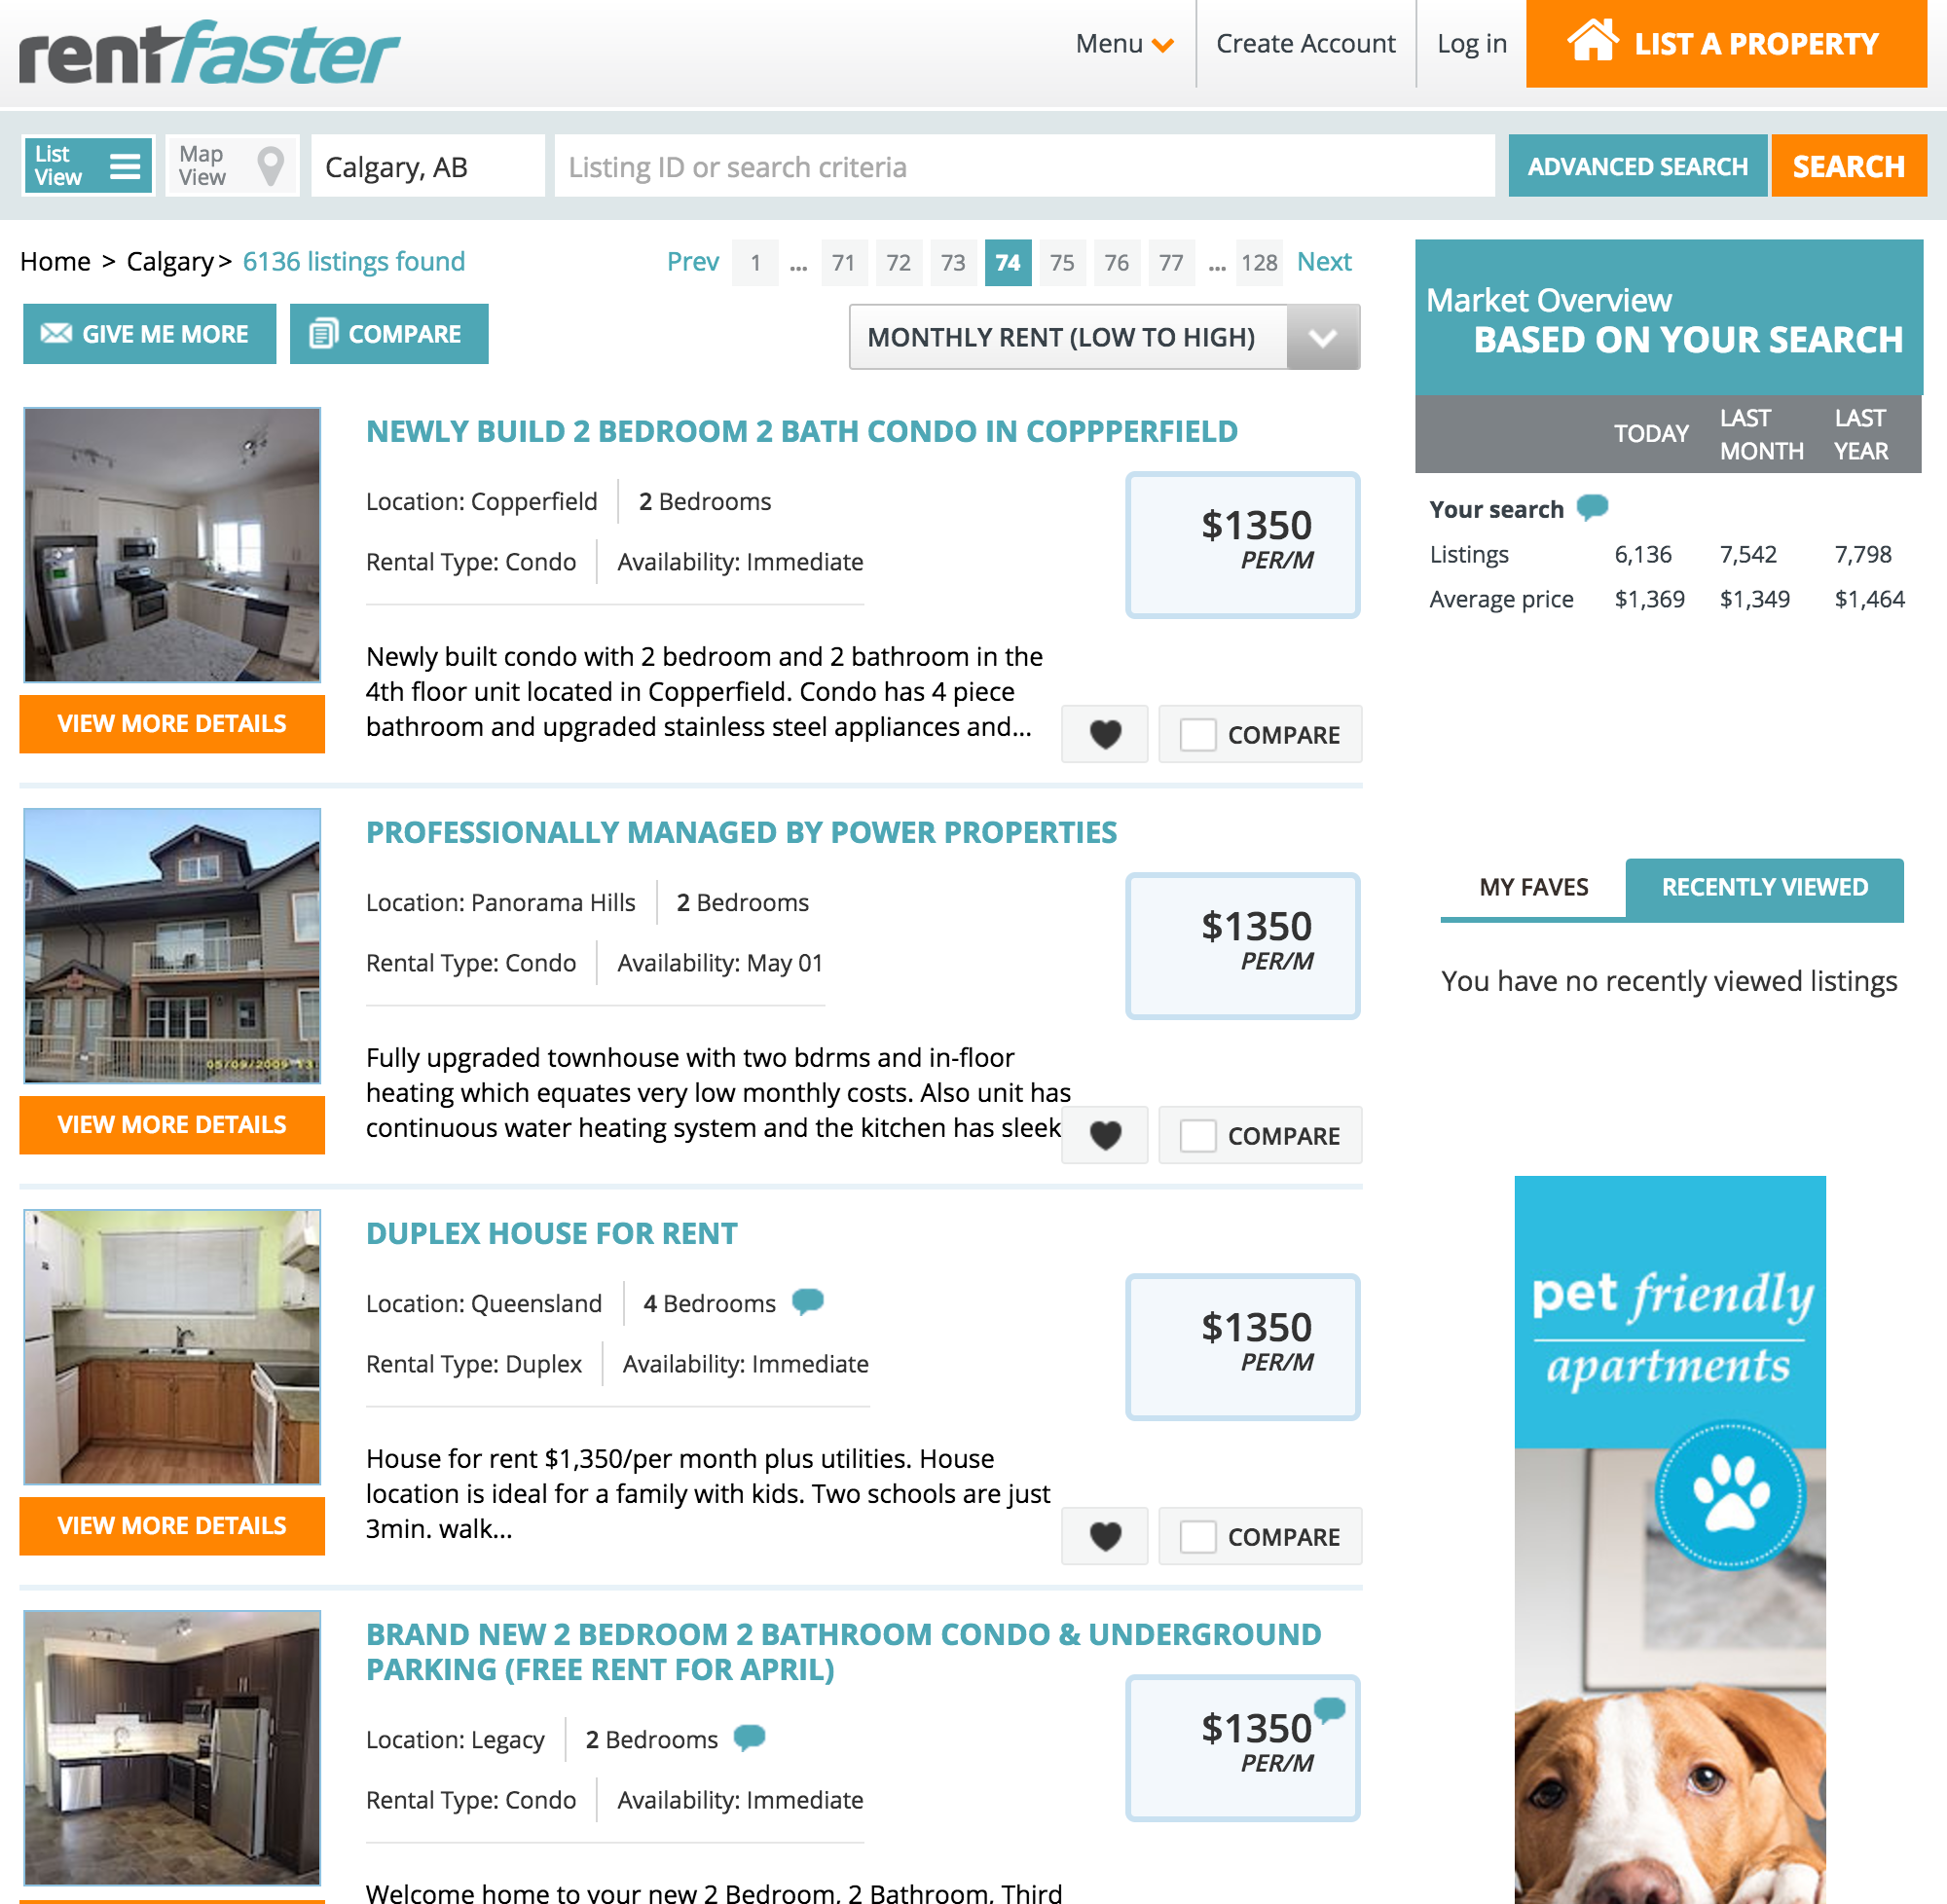 rentfaster
Menu
Create Account
Log in
LIST A PROPERTY
List
View
Map
View
Calgary, AB
Listing ID or search criteria
ADVANCED SEARCH
SEARCH
Home > Calgary > 6136 listings found
Prev 1 ... 71 72 73 74 75 76 77 ... 128 Next
GIVE ME MORE
COMPARE
MONTHLY RENT (LOW TO HIGH)
NEWLY BUILD 2 BEDROOM 2 BATH CONDO IN COPPPERFIELD
Location: Copperfield
2 Bedrooms
Rental Type: Condo
Availability: Immediate
$1350
PER/M
Newly built condo with 2 bedroom and 2 bathroom in the
4th floor unit located in Copperfield. Condo has 4 piece
bathroom and upgraded stainless steel appliances and...
VIEW MORE DETAILS
COMPARE
PROFESSIONALLY MANAGED BY POWER PROPERTIES
Location: Panorama Hills
2 Bedrooms
Rental Type: Condo
Availability: May 01
$1350
PER/M
05/09/2009 13
Fully upgraded townhouse with two bdrms and in-floor
heating which equates very low monthly costs. Also unit has
continuous water heating system and the kitchen has sleek
VIEW MORE DETAILS
COMPARE
DUPLEX HOUSE FOR RENT
Location: Queensland
4 Bedrooms
Rental Type: Duplex
Availability: Immediate
$1350
PER/M
House for rent $1,350/per month plus utilities. House
location is ideal for a family with kids. Two schools are just
3min. walk...
VIEW MORE DETAILS
COMPARE
BRAND NEW 2 BEDROOM 2 BATHROOM CONDO & UNDERGROUND
PARKING (FREE RENT FOR APRIL)
Location: Legacy
2 Bedrooms
Rental Type: Condo
Availability: Immediate
$1350
PER/M
Welcome home to your new 2 Bedroom, 2 Bathroom, Third
Market Overview
BASED ON YOUR SEARCH
TODAY
LAST
MONTH
LAST
YEAR
Your search
Listings 6,136 7,542 7,798
Average price $1,369 $1,349 $1,464
MY FAVES
RECENTLY VIEWED
You have no recently viewed listings
pet friendly
apartments